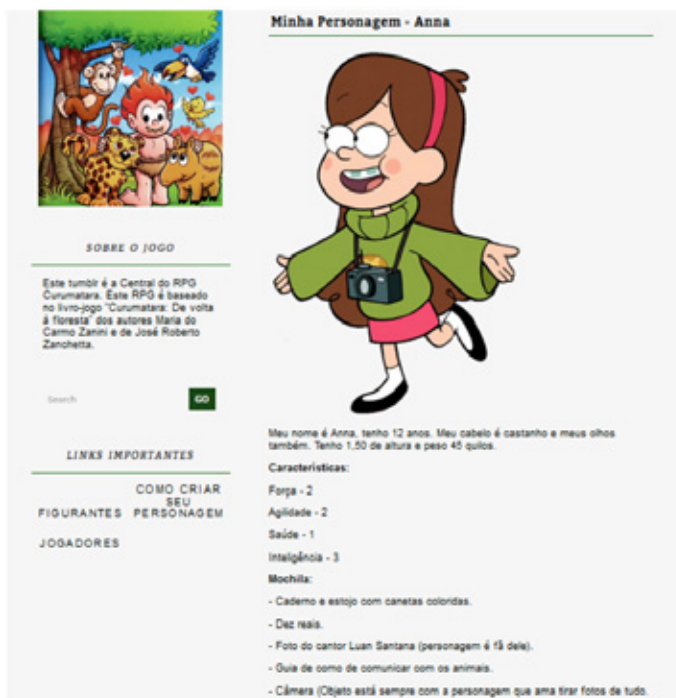 SOBRE O JOGO
Este tumblr é a Central do RPG
Curumatara. Este RPG é baseado
no livro-jogo "Curumatara: De volta
à floresta" dos autores Maria do
Carmo Zanini e de José Roberto
Zanchetta.
Search
GO
LINKS IMPORTANTES
FIGURANTES
COMO CRIAR
SEU
PERSONAGEM
JOGADORES
Minha Personagem - Anna
Meu nome é Anna, tenho 12 anos. Meu cabelo é castanho e meus olhos
também. Tenho 1,50 de altura e peso 45 quilos.
Características:
Força - 2
Agilidade - 2
Saúde - 1
Inteligência - 3
Mochila:
- Caderno e estojo com canetas coloridas.
- Dez reais.
- Foto do cantor Luan Santana (personagem é fã dele).
- Guia de como de comunicar com os animais.
- Câmera (Objeto está sempre com a personagem que ama tirar fotos de tudo.